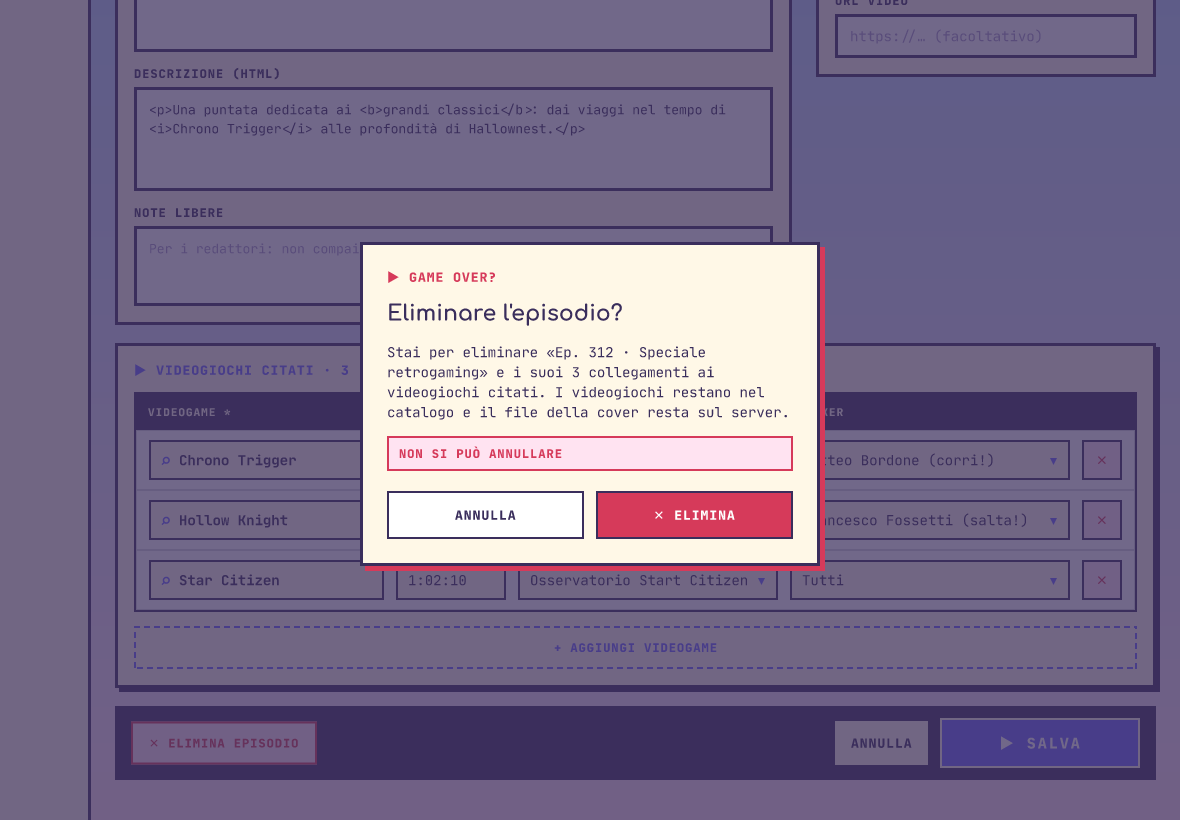 https://… (facoltativo)
DESCRIZIONE (HTML)
<p>Una puntata dedicata ai <b>grandi classici</b>: dai viaggi nel tempo di
<i>Chrono Trigger</i> alle profondità di Hallownest.</p>
NOTE LIBERE
Per i redattori: non
▶ GAME OVER?
Eliminare l'episodio?
Stai per eliminare «Ep. 312 · Speciale
retrogaming» e i suoi 3 collegamenti ai
videogiochi citati. I videogiochi restano nel
catalogo e il file della cover resta sul server.
NON SI PUÒ ANNULLARE
ANNULLA
× ELIMINA
▶ VIDEOGIOCHI CITATI · 3
VIDEOGAME *
Chrono Trigger
Bordone (corri!) ▼
×
Hollow Knight
Fossetti (salta!) ▼
×
Star Citizen
1:02:10
Osservatorio Start Citizen ▼
Tutti ▼
×
+ AGGIUNGI VIDEOGAME
× ELIMINA EPISODIO
ANNULLA
▶ SALVA